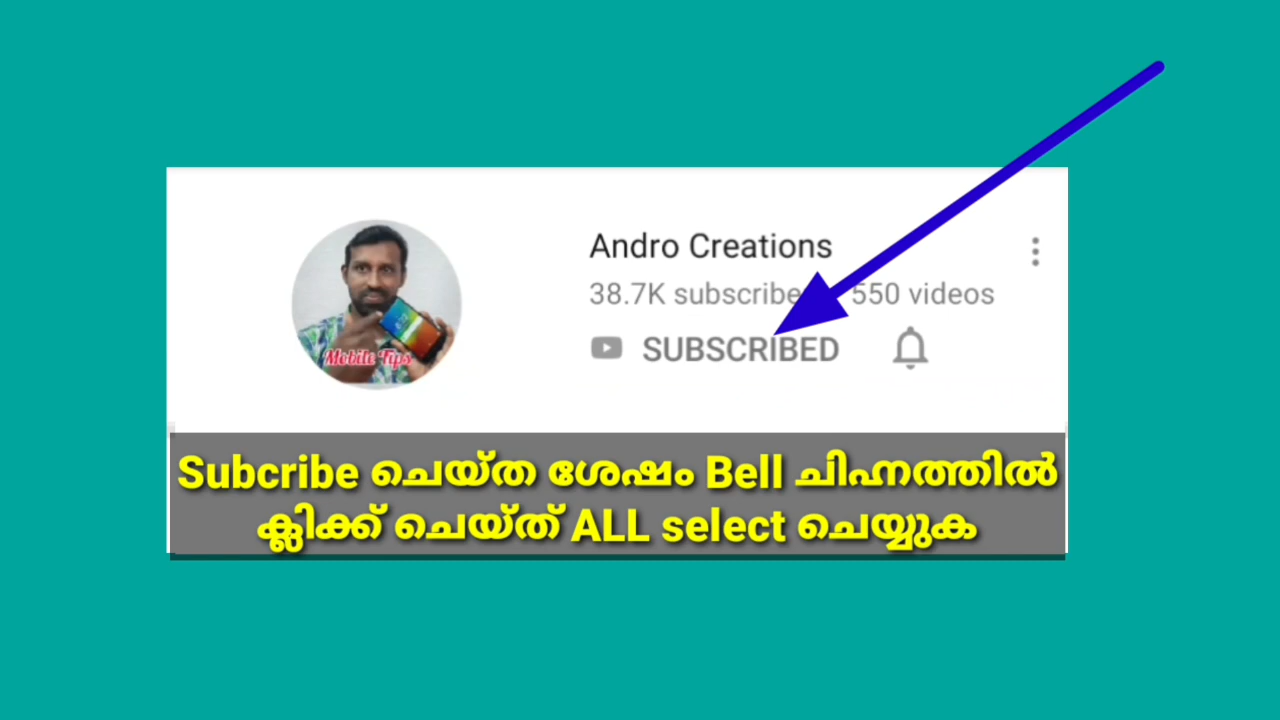 Andro Creations
38.7K subscribe 550 videos
SUBSCRIBED
Mobile Tips
Subcribe ചെയ്ത ശേഷം Bell ചിഹ്നത്തിൽ
ക്ലിക്ക് ചെയ്ത് ALL select ചെയ്യുക